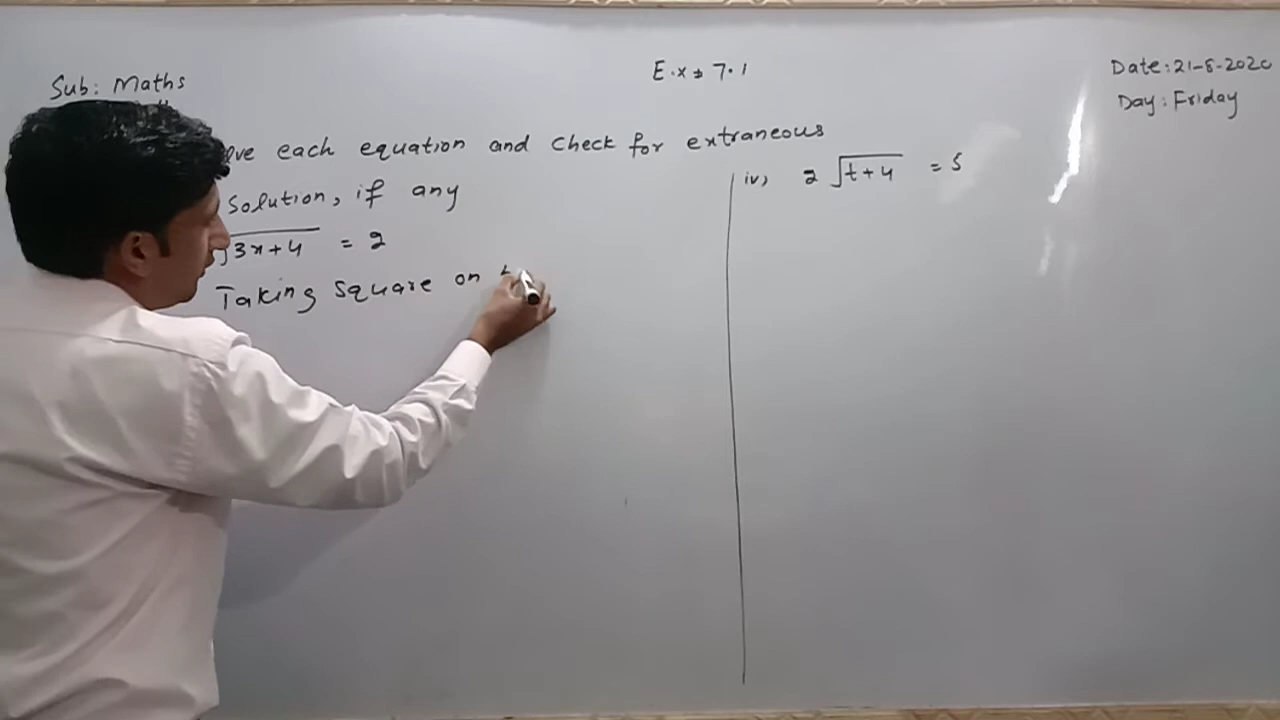 Sub: Maths
E.x # 7.1
Date: 21-8-2020
Day: Friday
each equation and check for extraneous
solution, if any
√3x+4 = 2
Taking square on
iv) 2 √t+4 = 5